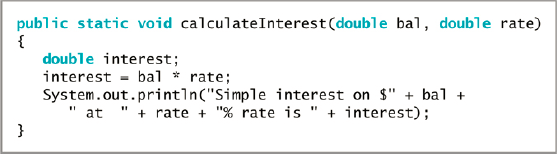 public static void calculateInterest(double bal, double rate)
{
   double interest;
   interest = bal * rate;
   System.out.println("Simple interest on $" + bal +
      " at  " + rate + "% rate is " + interest);
}